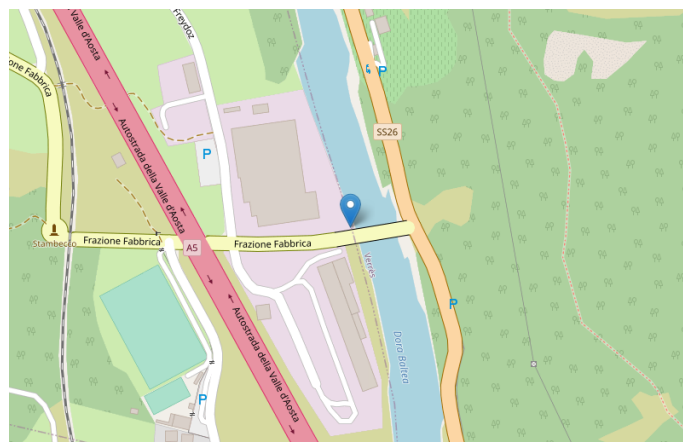 Freydoz
Frazione Fabbrica
Autostrada della Valle d'Aosta
P
SS26
P
Stambecco
Frazione Fabbrica
A5
Frazione Fabbrica
Verrès
P
Autostrada della Valle d'Aosta
Dora Baltea
P